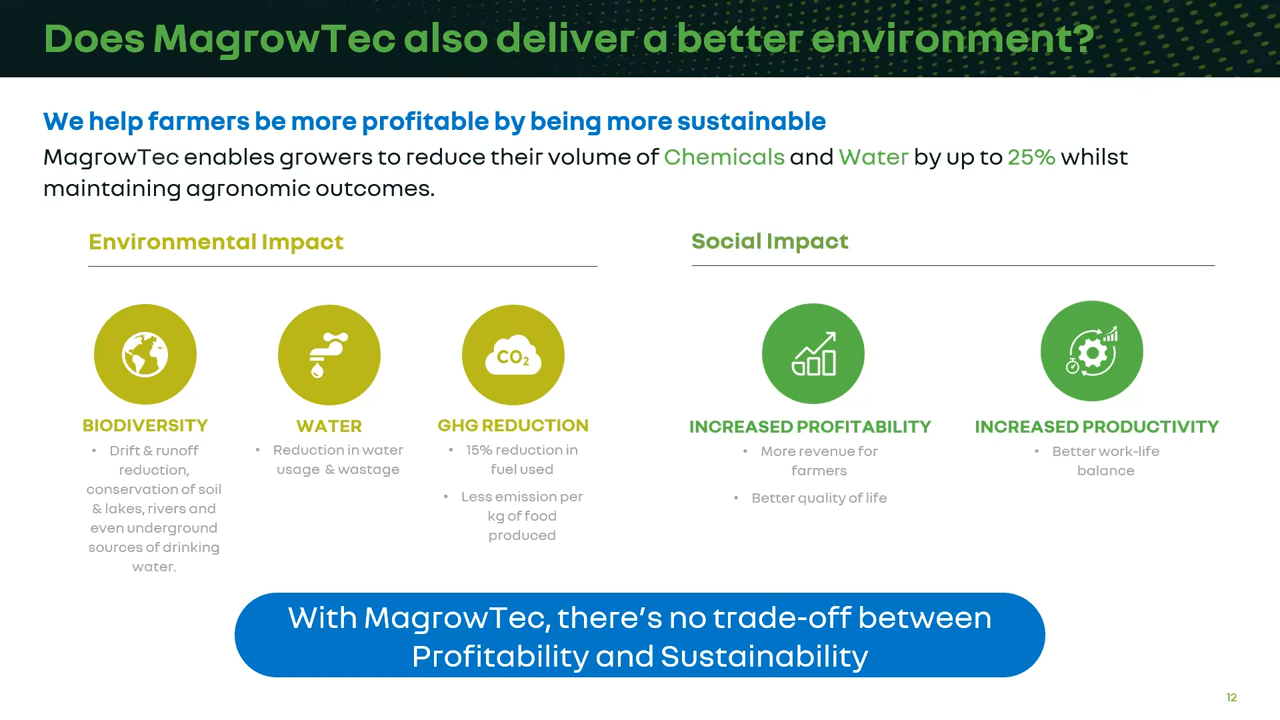 Does MagrowTec also deliver a better environment?
We help farmers be more profitable by being more sustainable
MagrowTec enables growers to reduce their volume of Chemicals and Water by up to 25% whilst
maintaining agronomic outcomes.
Environmental Impact
CO₂
BIODIVERSITY
• Drift & runoff
reduction,
conservation of soil
& lakes, rivers and
even underground
sources of drinking
water.
WATER
• Reduction in water
usage & wastage
GHG REDUCTION
• 15% reduction in
fuel used
• Less emission per
kg of food
produced
Social Impact
INCREASED PROFITABILITY
• More revenue for
farmers
• Better quality of life
INCREASED PRODUCTIVITY
• Better work-life
balance
With MagrowTec, there's no trade-off between
Profitability and Sustainability
12